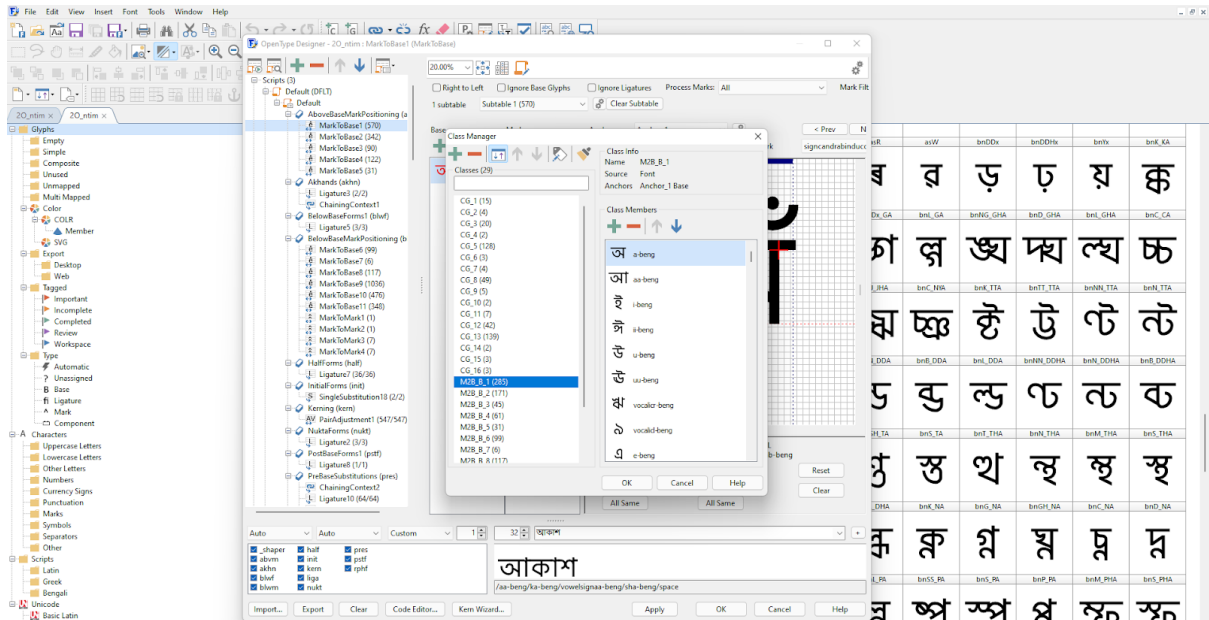 File Edit View Insert Format Tools Window Help
OpenType Designer - 2O_ntim : MarkToBase1 (MarkToBase)
20.00%
Right to Left Ignore Base Glyphs Ignore Ligatures Process Marks: All Mark Filt
1 subtable Subtable 1 (570) Clear Subtable
< Prev
signcandrabinduc
2O_ntim × 2O_ntim ×
Glyphs
Empty
Simple
Composite
Unused
Unmapped
Multi Mapped
Color
COLR
Member
SVG
Export
Desktop
Web
Tagged
Important
Incomplete
Completed
Review
Workspace
Type
Automatic
? Unassigned
B Base
fi Ligature
^ Mark
Component
A Characters
Uppercase Letters
Lowercase Letters
Other Letters
Numbers
Currency Signs
Punctuation
Marks
Symbols
Separators
Other
Scripts
Latin
Greek
Bengali
Unicode
Basic Latin
Scripts (3)
Default (DFLT)
Default
AboveBaseMarkPositioning (a
MarkToBase1 (570)
MarkToBase2 (342)
MarkToBase3 (90)
MarkToBase4 (122)
MarkToBase5 (31)
Akhands (akhn)
Ligature3 (2/2)
ChainingContext1
BelowBaseForms1 (blwf)
Ligature5 (3/3)
BelowBaseMarkPositioning (b
MarkToBase6 (99)
MarkToBase7 (6)
MarkToBase8 (117)
MarkToBase9 (1036)
MarkToBase10 (476)
MarkToBase11 (348)
MarkToMark1 (1)
MarkToMark2 (1)
MarkToMark3 (7)
MarkToMark4 (7)
HalfForms (half)
Ligature7 (36/36)
InitialForms (init)
SingleSubstitution18 (2/2)
Kerning (kern)
PairAdjustment1 (547/547)
NuktaForms (nukt)
Ligature2 (3/3)
PostBaseForms1 (pstf)
Ligature8 (1/1)
PreBaseSubstitutions (pres)
ChainingContext2
Ligature10 (64/64)
Class Manager
Classes (29)
CG_1 (15)
CG_2 (4)
CG_3 (20)
CG_4 (2)
CG_5 (128)
CG_6 (3)
CG_7 (4)
CG_8 (49)
CG_9 (5)
CG_10 (2)
CG_11 (7)
CG_12 (42)
CG_13 (139)
CG_14 (2)
CG_15 (3)
CG_16 (3)
M2B_B_1 (285)
M2B_B_2 (171)
M2B_B_3 (45)
M2B_B_4 (61)
M2B_B_5 (31)
M2B_B_6 (99)
M2B_B_7 (6)
M2B_B_8 (117)
Class Info
Name M2B_B_1
Source Font
Anchors Anchor_1 Base
Class Members
অ a-beng
আ aa-beng
ই i-beng
ঈ ii-beng
উ u-beng
ঊ uu-beng
ঋ vocalicr-beng
ঌ vocalicl-beng
এ e-beng
OK Cancel Help
b-beng
Reset
Clear
All Same All Same
Auto Auto Custom 1 32 আকাশ
_shaper half pres
abvm init pstf
akhn kern rphf
blwf liga
blwm nukt
আকাশ
/aa-beng/ka-beng/vowelsignaa-beng/sha-beng/space
Import... Export Clear Code Editor... Kern Wizard... Apply OK Cancel Help
asW bnDDx bnDDHx bnYx bnK_KA
ৱ ড় ঢ় য় ক্ক
bnL_GA bnNG_GHA bnD_GHA bnL_GHA bnC_CA
ল্গ ঙ্ঘ দ্ঘ ল্ঘ চ্চ
bnC_NYA bnK_TTA bnTT_TTA bnNN_TTA bnN_TTA
চ্ঞ ক্ট ট্ট ণ্ট ন্ট
bnB_DDA bnL_DDA bnNN_DDHA bnN_DDHA bnB_DDHA
ব্ড ল্ড ণ্ঢ ন্ঢ ব্ঢ
bnS_TA bnT_THA bnN_THA bnM_THA bnS_THA
স্ত ত্থ ন্থ ম্থ স্থ
bnK_NA bnG_NA bnGH_NA bnC_NA bnD_NA
ক্ন গ্ন ঘ্ন চ্ন দ্ন
bnSS_PA bnS_PA bnP_PA bnM_PHA bnS_PHA
ষ্প স্প প্প ম্ফ স্ফ